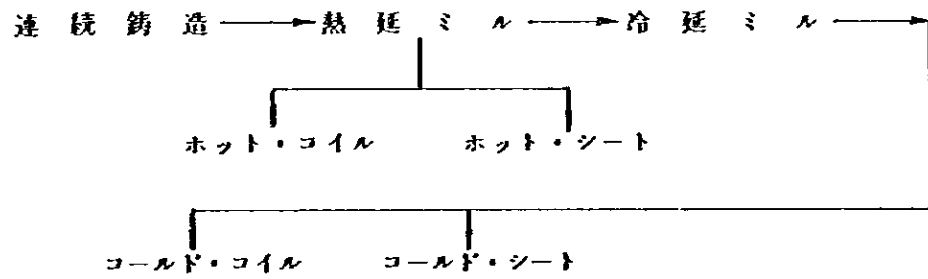 連続鋳造 熱延ミル 冷延ミル
ホット・コイル ホット・シート
コールド・コイル コールド・シート